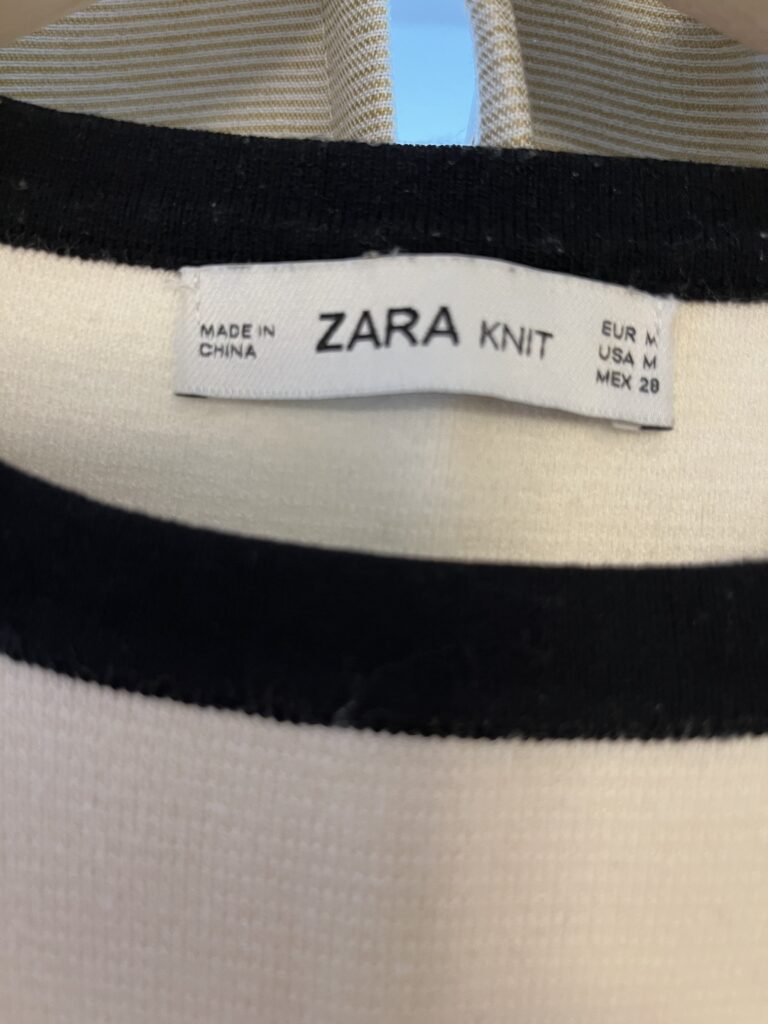 MADE IN
CHINA
ZARA KNIT
EUR M
USA M
MEX 28